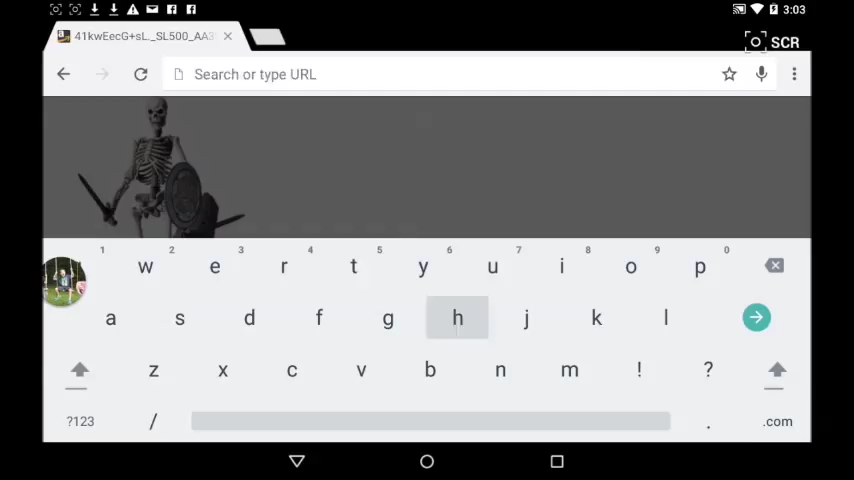 3:03
41kwEecG+sL._SL500_AA3
SCR
Search or type URL
1 2 3 4 5 6 7 8 9 0
w e r t y u i o p
a s d f g h j k l
z x c v b n m ! ?
?123 / . .com